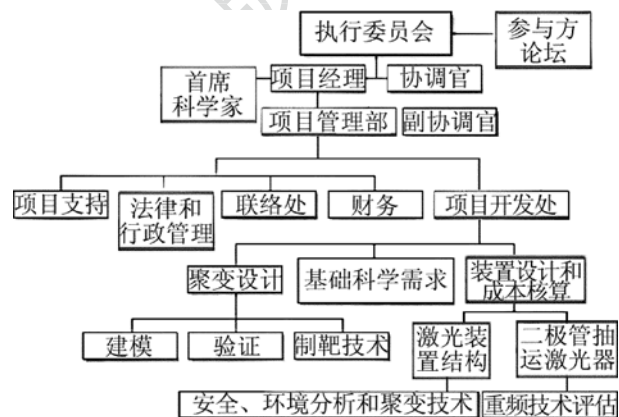 执行委员会
参与方
论坛
首席
科学家
项目经理
协调官
项目管理部
副协调官
项目支持
法律和
行政管理
联络处
财务
项目开发处
聚变设计
基础科学需求
装置设计和
成本核算
建模
验证
制靶技术
激光装
置结构
二极管抽
运激光器
安全、环境分析和聚变技术
重频技术评估